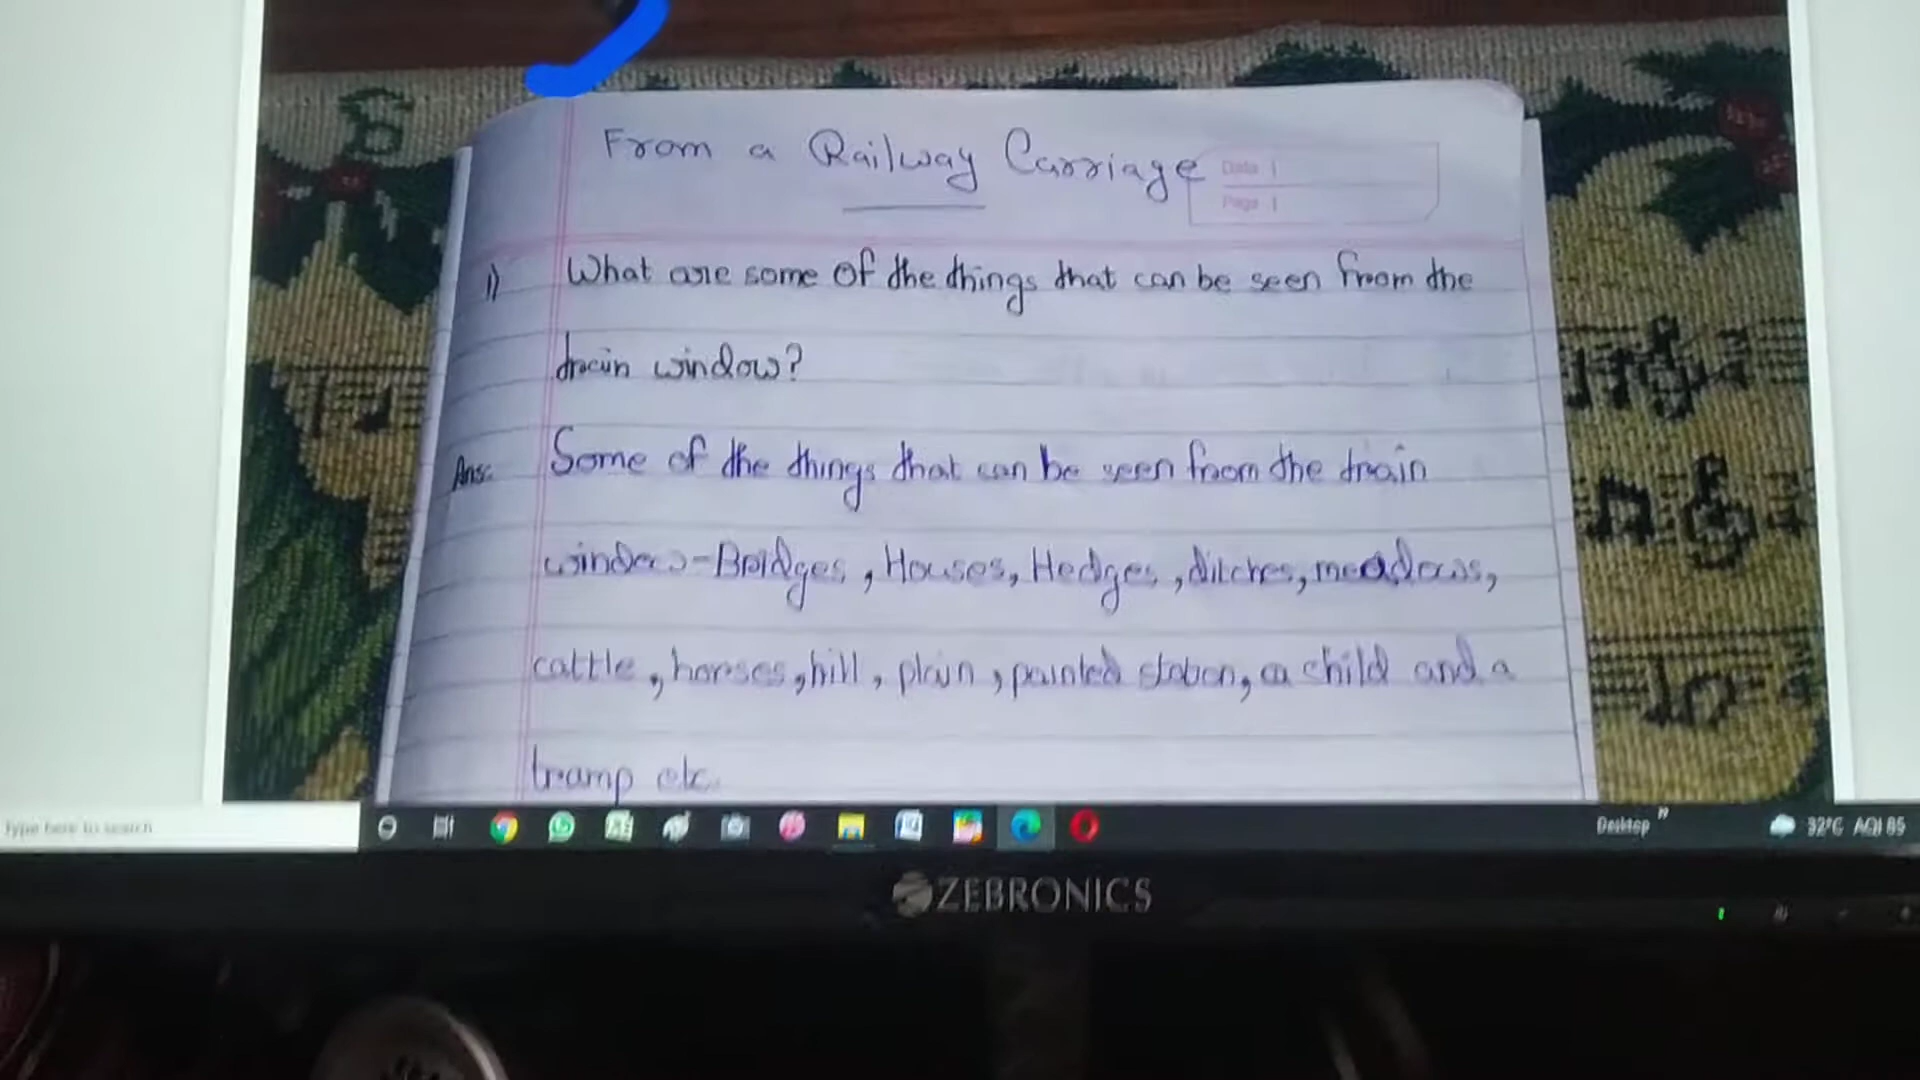 From a Railway Carriage
Date
Page
1) What are some of the things that can be seen from the
train window?
Ans: Some of the things that can be seen from the train
window-Bridges, Houses, Hedges, ditches, meadows,
cattle, horses, hill, plain, painted station, a child and a
tramp etc.
Type here to search
Desktop
32°C AQI 85
ZEBRONICS